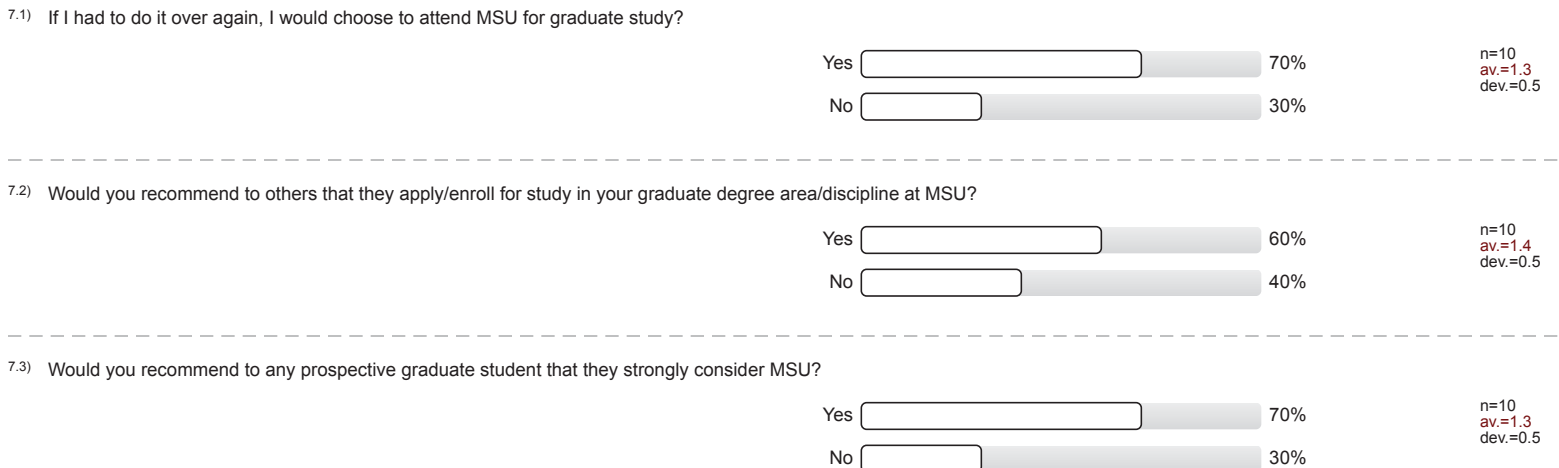 7.1) If I had to do it over again, I would choose to attend MSU for graduate study?
Yes 70%
No 30%
n=10
av.=1.3
dev.=0.5
7.2) Would you recommend to others that they apply/enroll for study in your graduate degree area/discipline at MSU?
Yes 60%
No 40%
n=10
av.=1.4
dev.=0.5
7.3) Would you recommend to any prospective graduate student that they strongly consider MSU?
Yes 70%
No 30%
n=10
av.=1.3
dev.=0.5